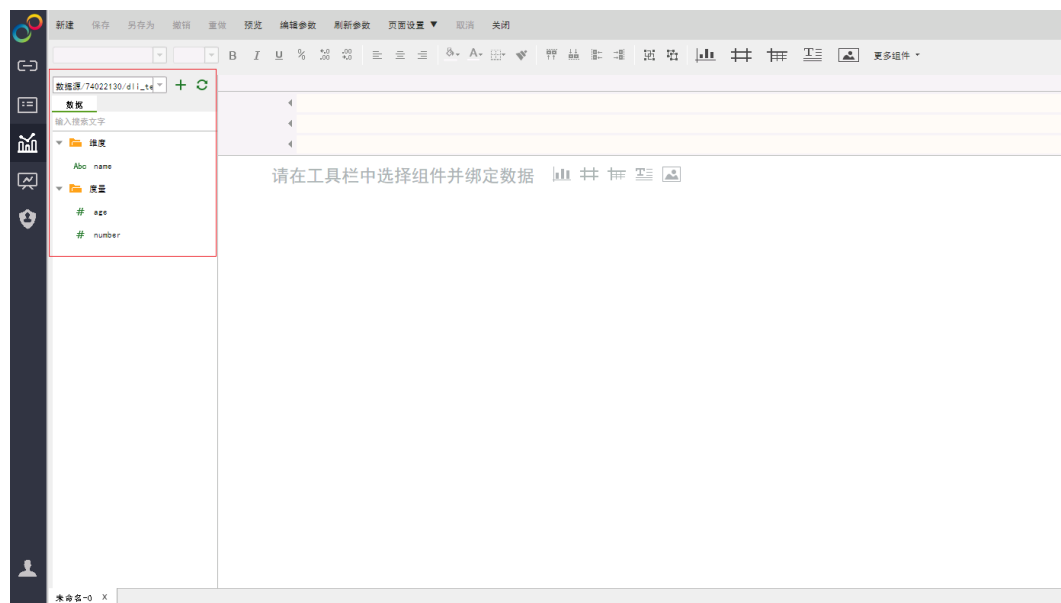 新建 保存 另存为 撤销 重做 预览 编辑参数 刷新参数 页面设置 ▼ 取消 关闭
B I U % A 更多组件
数据源/74022130/dli_te
数据
输入搜索文字
维度
Abc name
度量
# age
# number
请在工具栏中选择组件并绑定数据
未命名-0 X